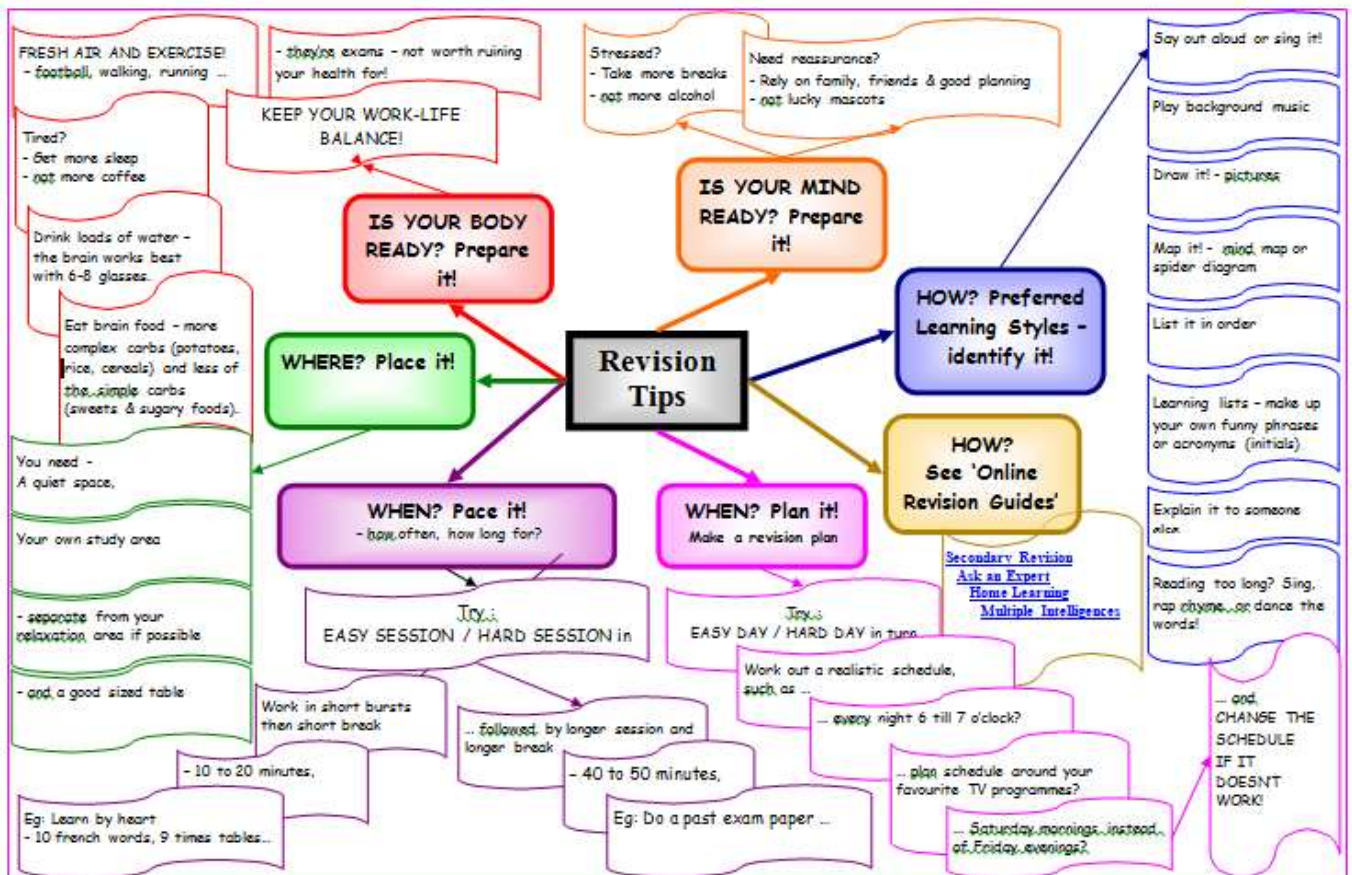 Revision
Tips
IS YOUR BODY
READY? Prepare
it!
KEEP YOUR WORK-LIFE
BALANCE!
- they're exams - not worth ruining
your health for!
FRESH AIR AND EXERCISE!
- football, walking, running ...
Tired?
- Get more sleep
- not more coffee
Drink loads of water -
the brain works best
with 6-8 glasses.
Eat brain food - more
complex carbs (potatoes,
rice, cereals) and less of
the simple carbs
(sweets & sugary foods).
IS YOUR MIND
READY? Prepare
it!
Stressed?
- Take more breaks
- not more alcohol
Need reassurance?
- Rely on family, friends & good planning
- not lucky mascots
HOW? Preferred
Learning Styles -
identify it!
Say out aloud or sing it!
Play background music
Draw it! - pictures
Map it! - mind map or
spider diagram
List it in order
Learning lists - make up
your own funny phrases
or acronyms (initials)
Explain it to someone
else
Reading too long? Sing,
rap rhyme or dance the
words!
HOW?
See 'Online
Revision Guides'
Secondary Revision
Ask an Expert
Home Learning
Multiple Intelligences
WHEN? Plan it!
Make a revision plan
Try :
EASY DAY / HARD DAY in turn
Work out a realistic schedule,
such as ...
... every night 6 till 7 o'clock?
... plan schedule around your
favourite TV programmes?
... Saturday mornings instead
of Friday evenings?
... and
CHANGE THE
SCHEDULE
IF IT
DOESN'T
WORK!
WHEN? Pace it!
- how often, how long for?
Try :
EASY SESSION / HARD SESSION in
Work in short bursts
then short break
- 10 to 20 minutes,
Eg: Learn by heart
- 10 french words, 9 times tables...
... followed by longer session and
longer break
- 40 to 50 minutes,
Eg: Do a past exam paper ...
WHERE? Place it!
You need -
A quiet space,
Your own study area
- separate from your
relaxation area if possible
- and a good sized table